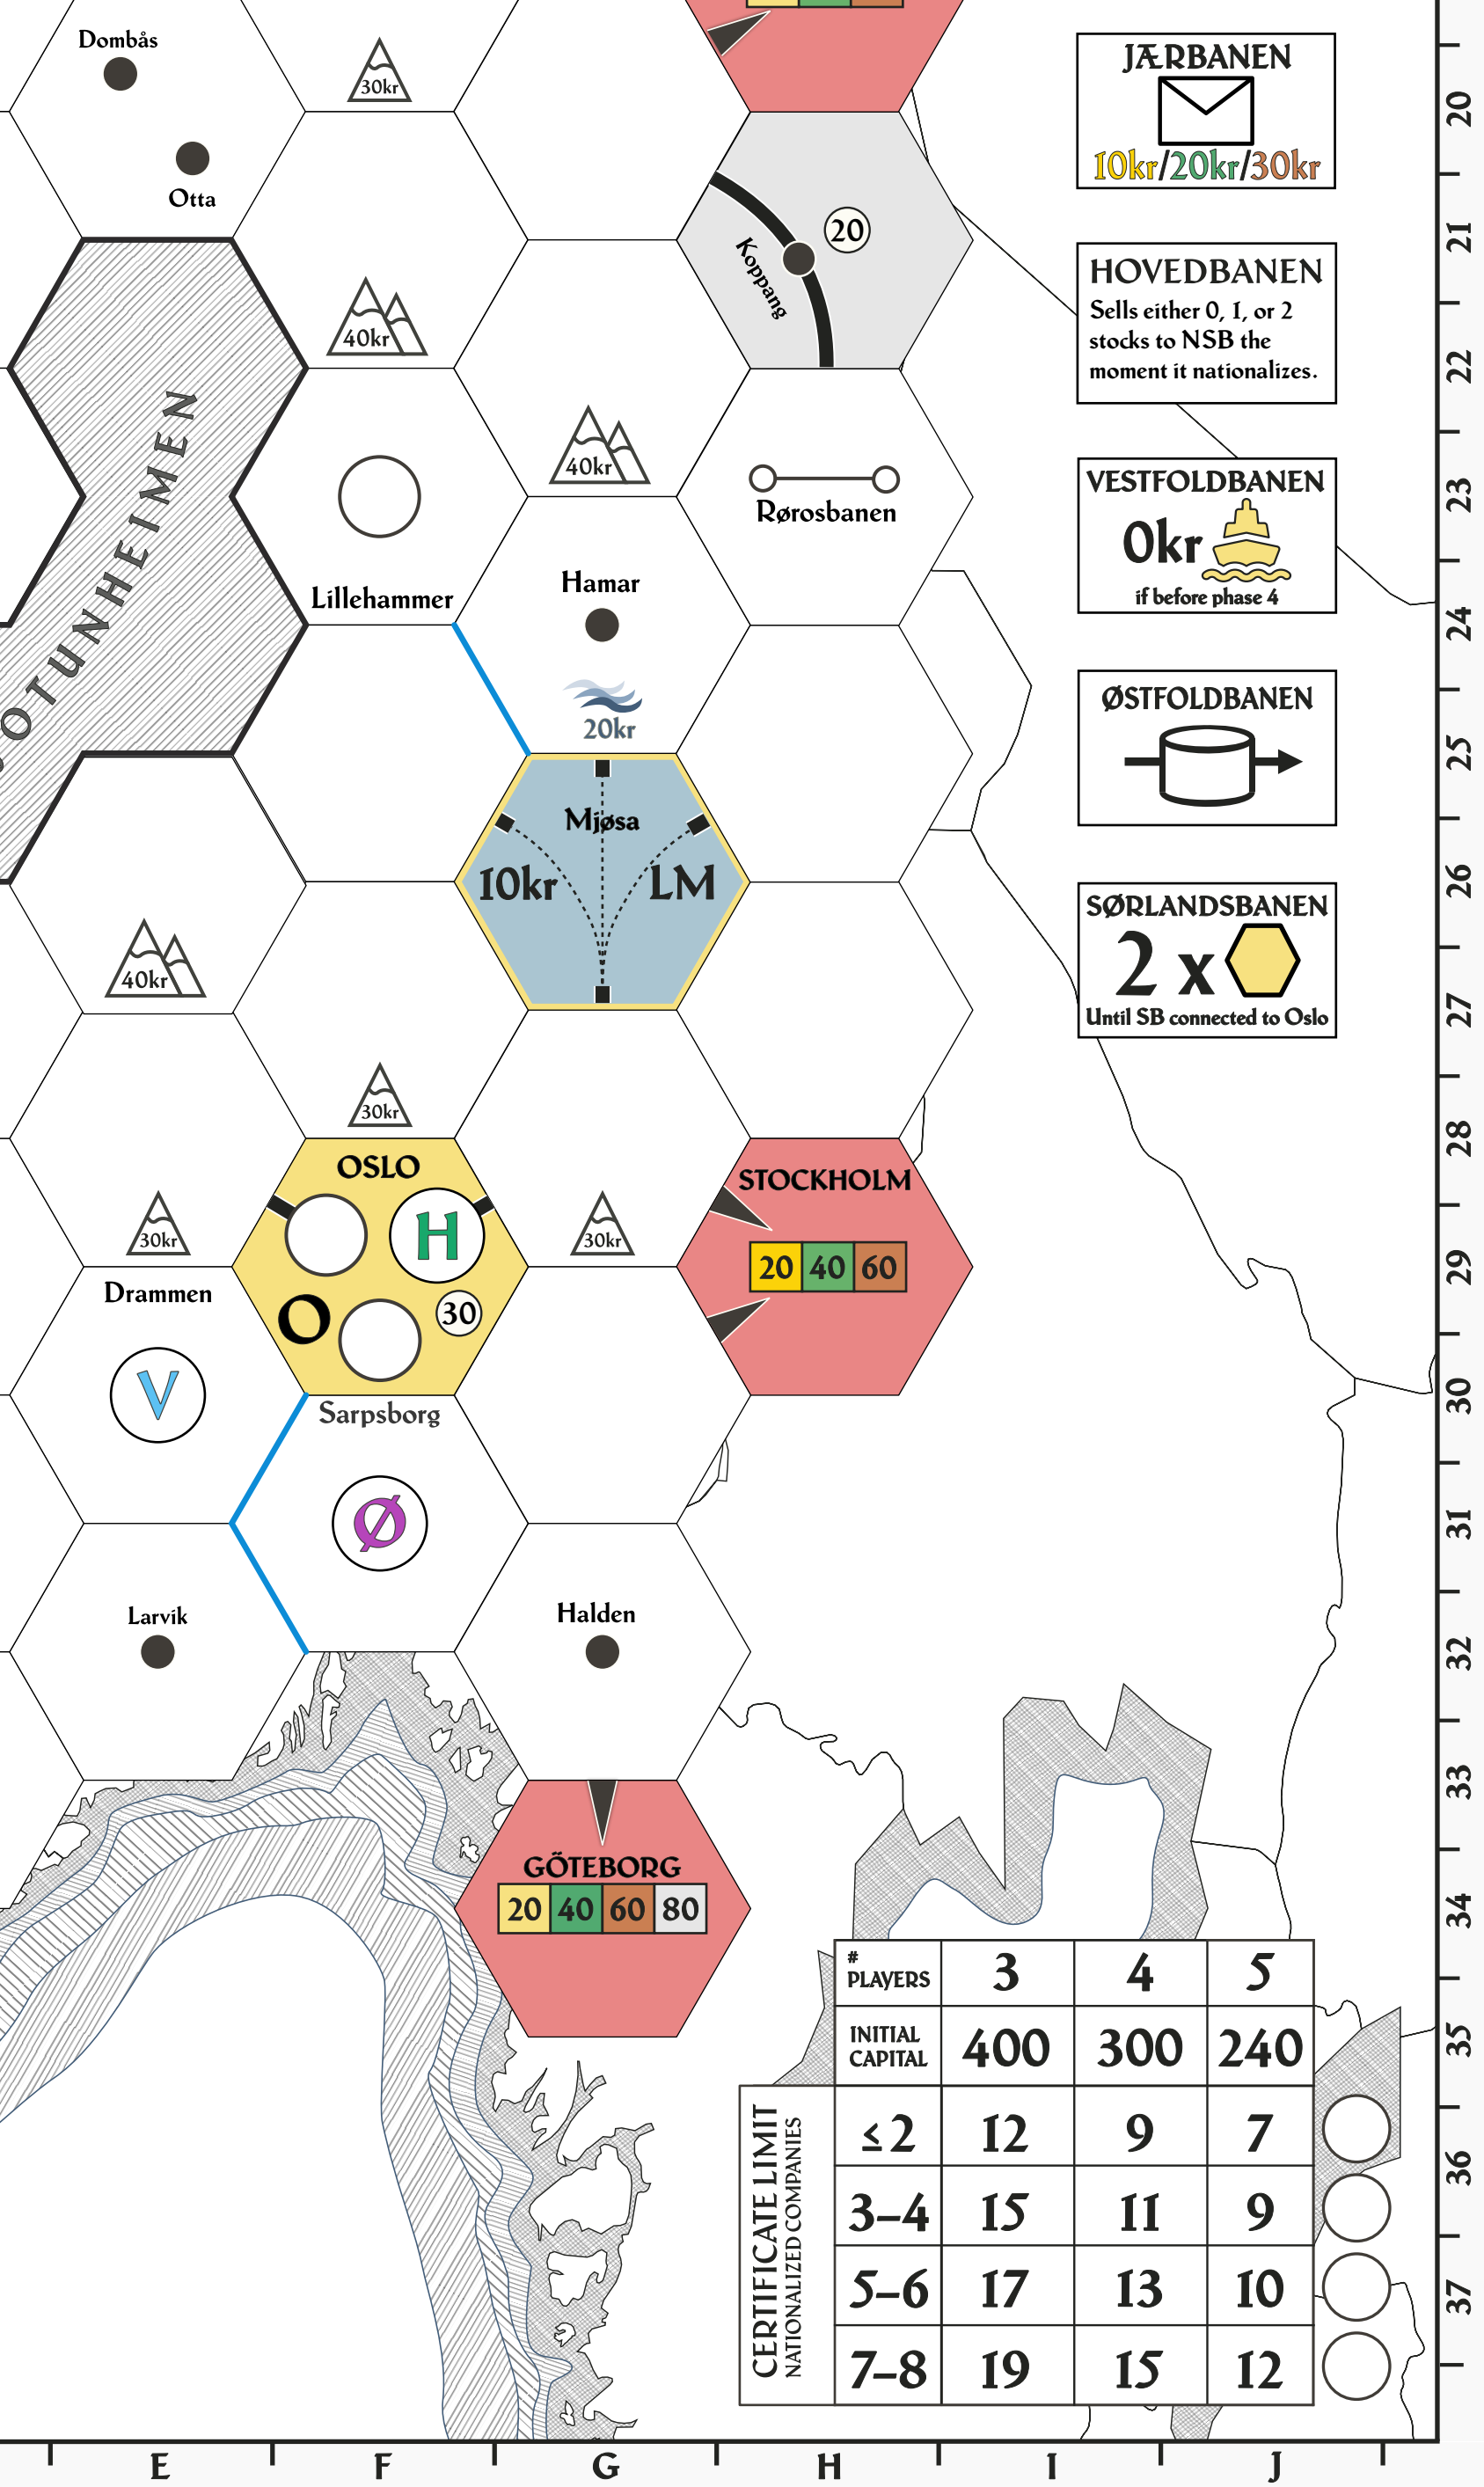 Dombås
30kr
Otta
JÆRBANEN
10kr/20kr/30kr
20
Koppang
20
21
HOVEDBANEN
Sells either 0, 1, or 2
stocks to NSB the
moment it nationalizes.
40kr
22
OTUNHEIMEN
40kr
Rørosbanen
VESTFOLDBANEN
0kr
if before phase 4
23
Lillehammer
Hamar
20kr
24
ØSTFOLDBANEN
25
Mjøsa
10kr LM
26
SØRLANDSBANEN
2 x
Until SB connected to Oslo
40kr
27
30kr
28
OSLO
H
O
30
30kr
30kr
STOCKHOLM
20 40 60
29
Drammen
V
Sarpsborg
Ø
30
31
Larvik
Halden
32
33
GÖTEBORG
20 40 60 80
34
# PLAYERS 3 4 5
INITIAL CAPITAL 400 300 240
35
CERTIFICATE LIMIT
NATIONALIZED COMPANIES
≤2 12 9 7
36
3–4 15 11 9
5–6 17 13 10
37
7–8 19 15 12
E F G H I J